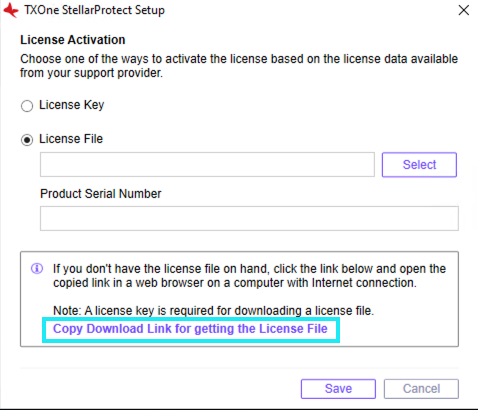 TXOne StellarProtect Setup
License Activation
Choose one of the ways to activate the license based on the license data available
from your support provider.
License Key
License File
Select
Product Serial Number
If you don't have the license file on hand, click the link below and open the
copied link in a web browser on a computer with Internet connection.
Note: A license key is required for downloading a license file.
Copy Download Link for getting the License File
Save
Cancel